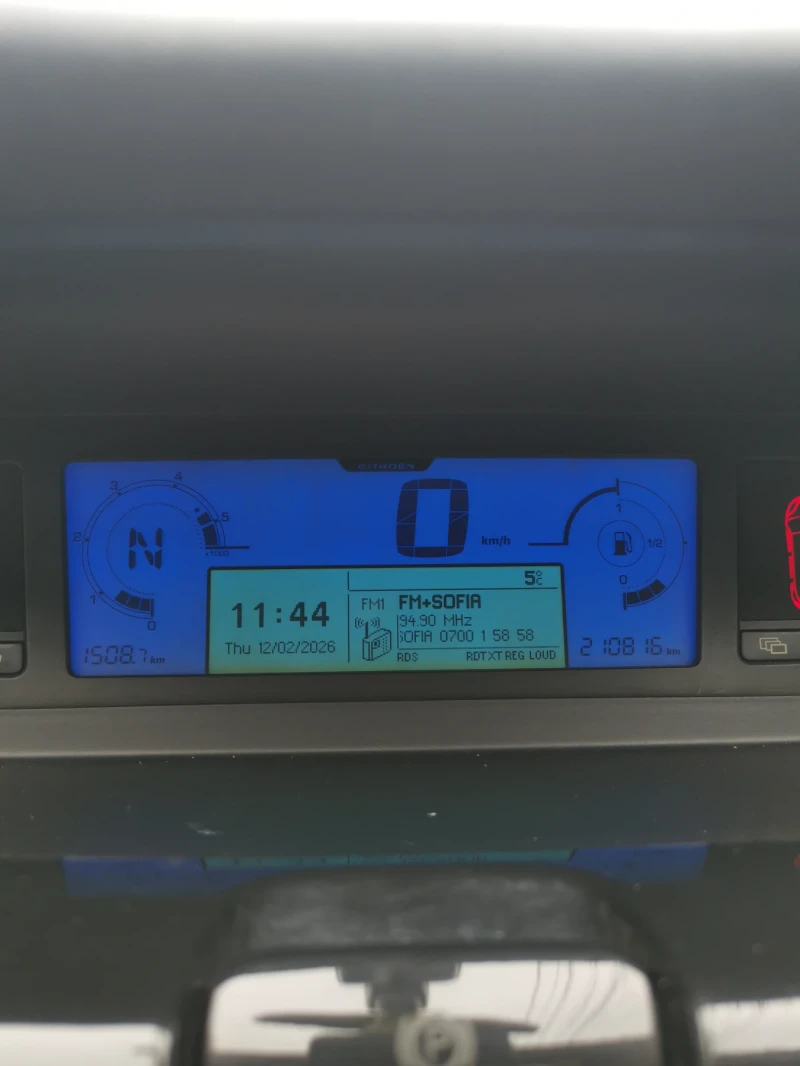 CITROËN
3
4
2
5
x1000
N
1
0
1508.7 km
0 km/h
1
1/2
0
210816 km
5°C
11:44
Thu 12/02/2026
FM1
FM+SOFIA
94.90 MHz
SOFIA 0700 1 58 58
RDS
RDTXT REG LOUD